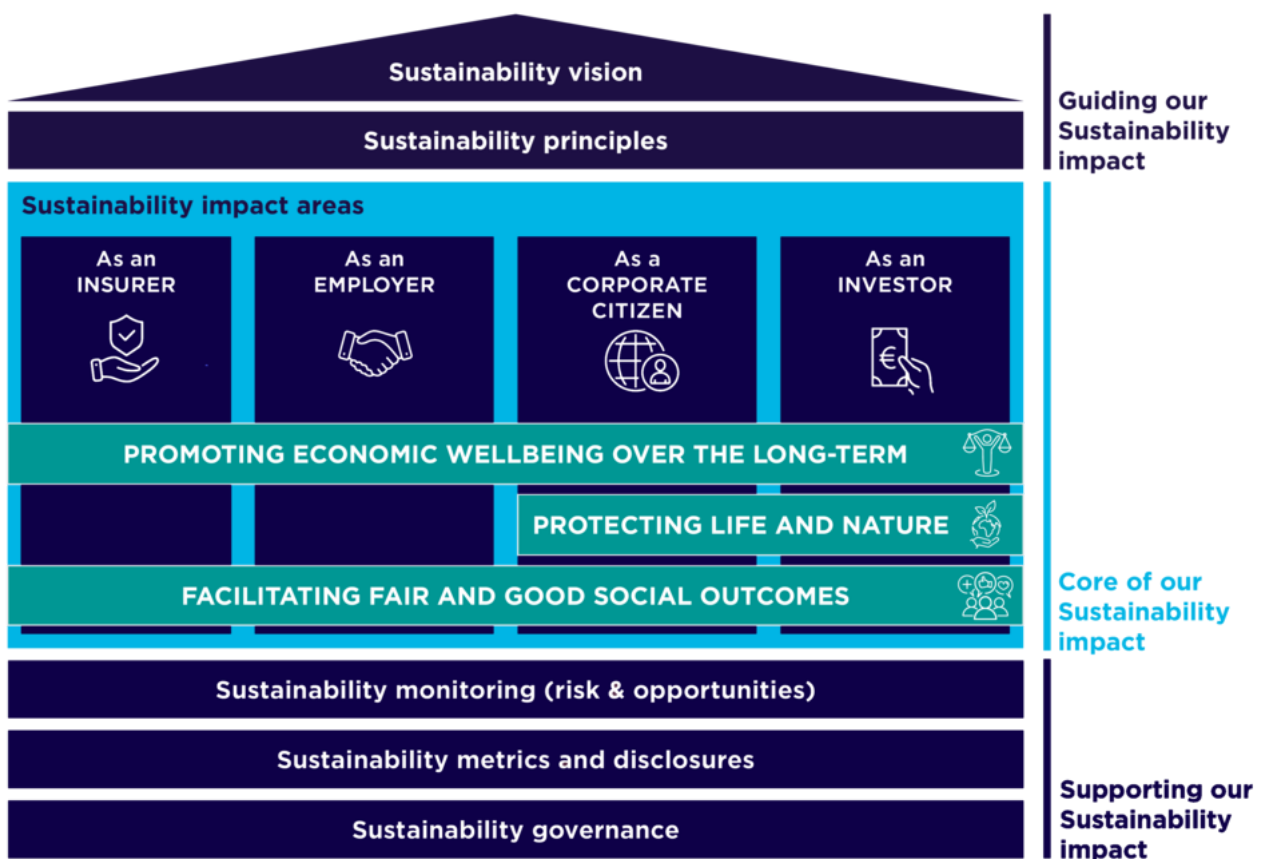 Sustainability vision
Sustainability principles
Guiding our
Sustainability
impact
Sustainability impact areas
As an
INSURER
As an
EMPLOYER
As a
CORPORATE
CITIZEN
As an
INVESTOR
€
PROMOTING ECONOMIC WELLBEING OVER THE LONG-TERM
PROTECTING LIFE AND NATURE
FACILITATING FAIR AND GOOD SOCIAL OUTCOMES
Core of our
Sustainability
impact
Sustainability monitoring (risk & opportunities)
Sustainability metrics and disclosures
Sustainability governance
Supporting our
Sustainability
impact